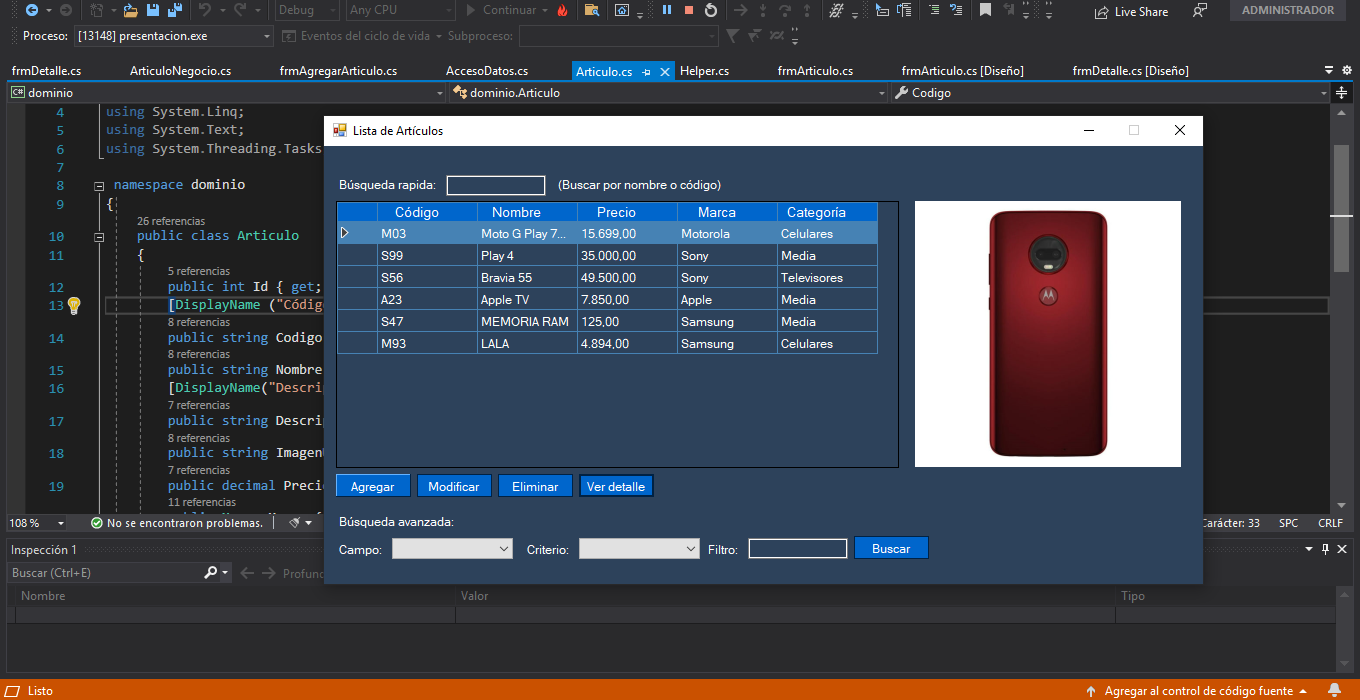 Debug Any CPU Continuar Live Share ADMINISTRADOR
Proceso: [13148] presentacion.exe Eventos del ciclo de vida Subproceso:
frmDetalle.cs ArticuloNegocio.cs frmAgregarArticulo.cs AccesoDatos.cs Articulo.cs Helper.cs frmArticulo.cs frmArticulo.cs [Diseño] frmDetalle.cs [Diseño]
C# dominio dominio.Articulo Codigo
4 using System.Linq;
5 using System.Text;
6 using System.Threading.Tasks
7
8 namespace dominio
9 {
26 referencias
10 public class Articulo
11 {
5 referencias
12 public int Id { get;
13 [DisplayName ("Códig
8 referencias
14 public string Codigo
8 referencias
15 public string Nombre
16 [DisplayName("Descrip
7 referencias
17 public string Descrip
8 referencias
18 public string Imagen
7 referencias
19 public decimal Preci
11 referencias
Lista de Artículos
Búsqueda rapida: (Buscar por nombre o código)
Código Nombre Precio Marca Categoría
M03 Moto G Play 7... 15.699,00 Motorola Celulares
S99 Play 4 35.000,00 Sony Media
S56 Bravia 55 49.500,00 Sony Televisores
A23 Apple TV 7.850,00 Apple Media
S47 MEMORIA RAM 125,00 Samsung Media
M93 LALA 4.894,00 Samsung Celulares
Agregar Modificar Eliminar Ver detalle
Búsqueda avanzada:
Campo: Criterio: Filtro: Buscar
108 % No se encontraron problemas. Carácter: 33 SPC CRLF
Inspección 1
Buscar (Ctrl+E) Profun
Nombre Valor Tipo
Listo Agregar al control de código fuente